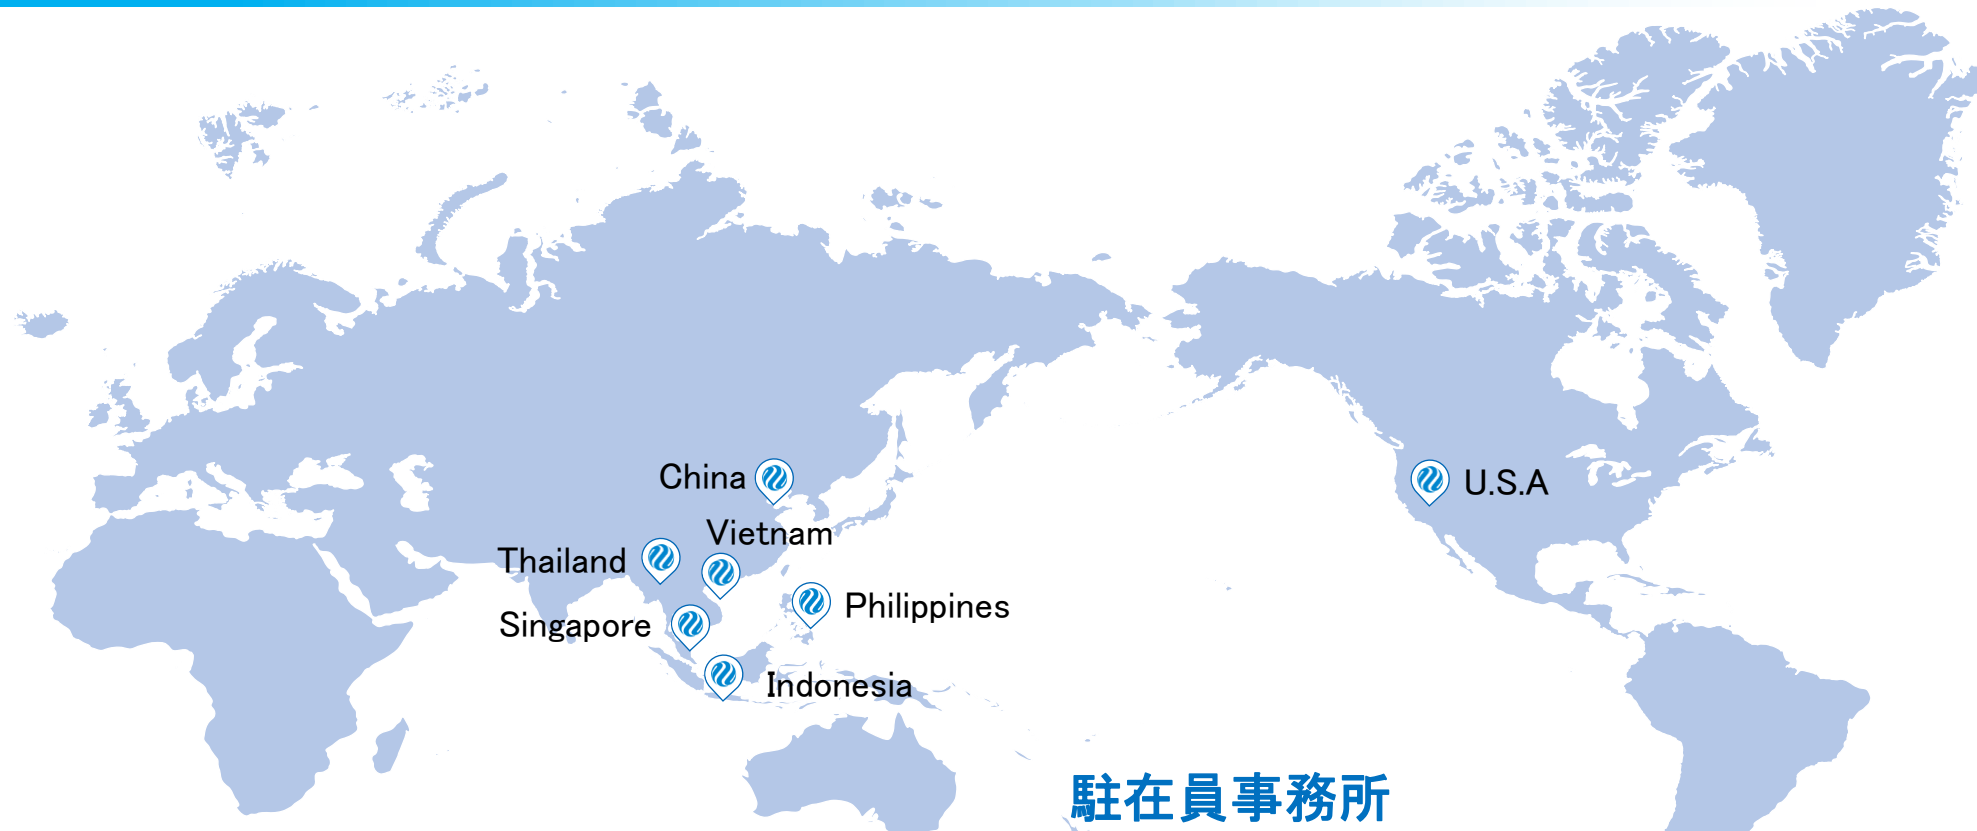 China
U.S.A
Vietnam
Thailand
Philippines
Singapore
Indonesia
駐在員事務所